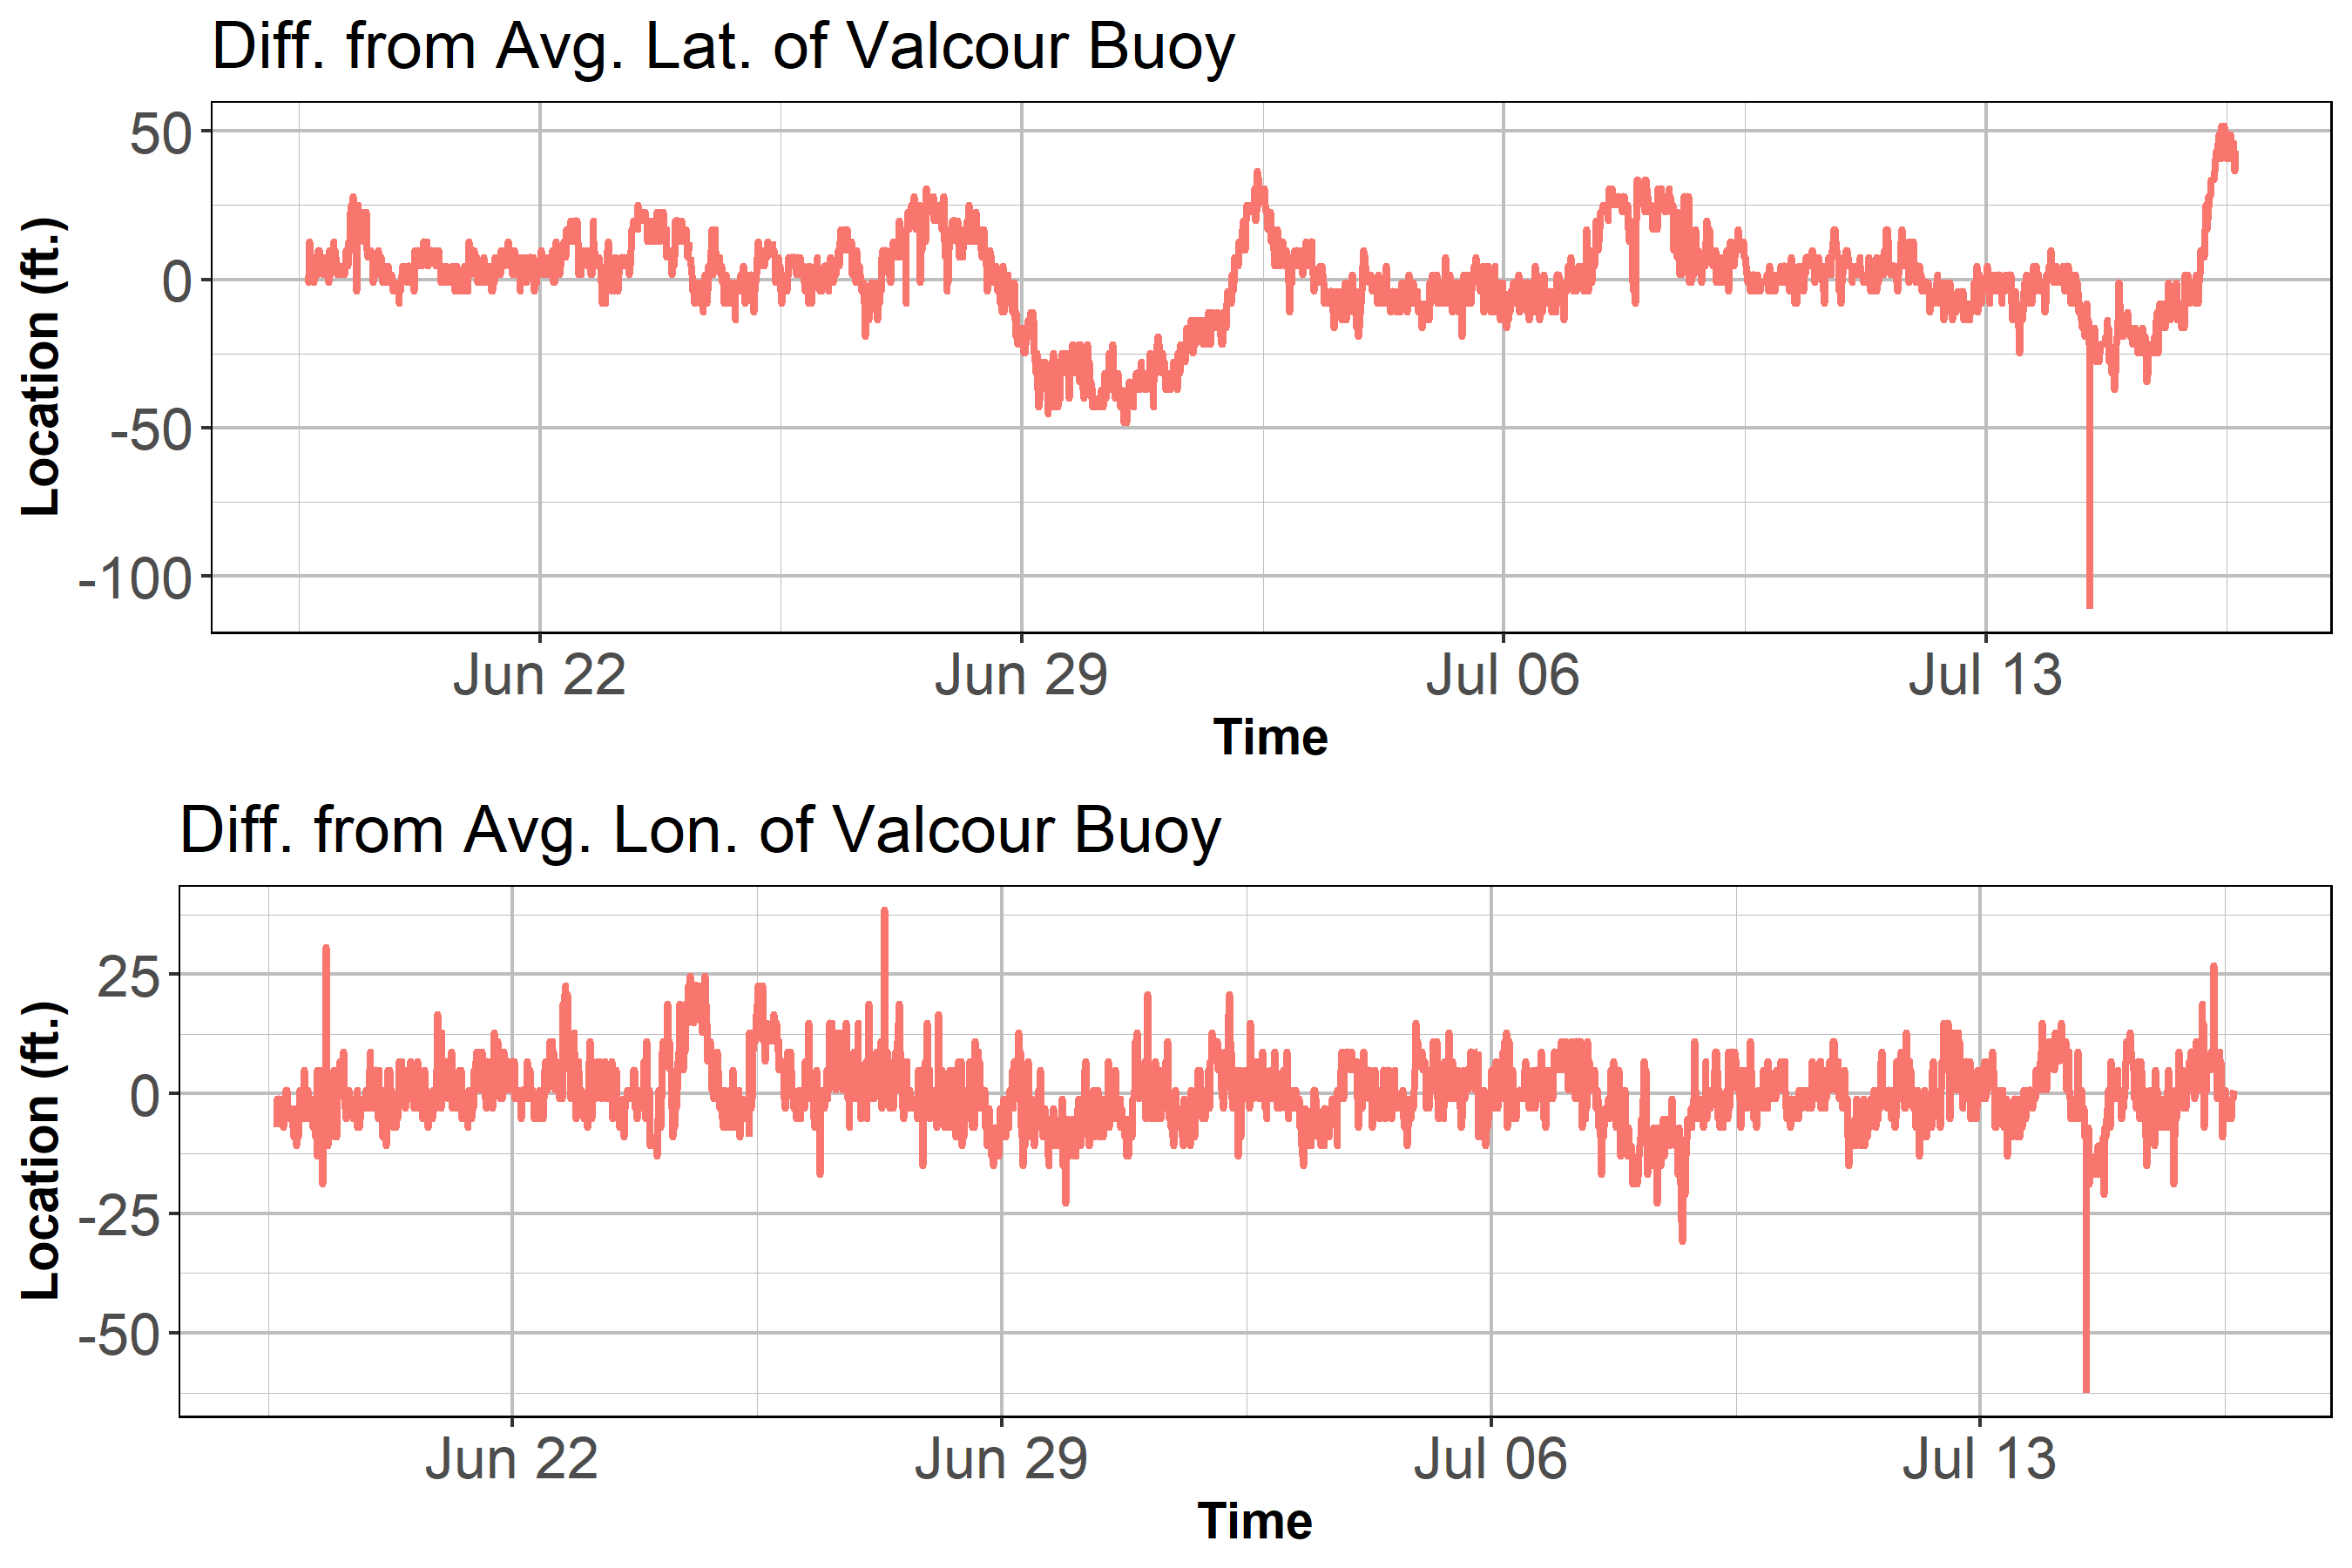 Diff. from Avg. Lat. of Valcour Buoy
Location (ft.)
50
0
-50
-100
Jun 22 Jun 29 Jul 06 Jul 13
Time
Diff. from Avg. Lon. of Valcour Buoy
Location (ft.)
25
0
-25
-50
Jun 22 Jun 29 Jul 06 Jul 13
Time